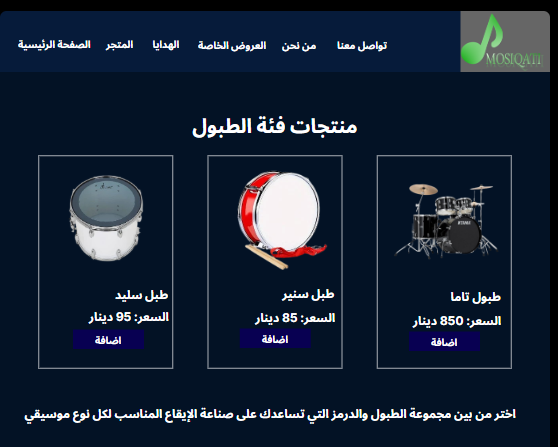 MOSIQATI
تواصل معنا
من نحن
العروض الخاصة
الهدايا
المتجر
الصفحة الرئيسية
منتجات فئة الطبول
TAMA
طبول تاما
السعر: 850 دينار
اضافة
طبل سنير
السعر: 85 دينار
اضافة
طبل سليد
السعر: 95 دينار
اضافة
اختر من بين مجموعة الطبول والدرمز التي تساعدك على صناعة الإيقاع المناسب لكل نوع موسيقي